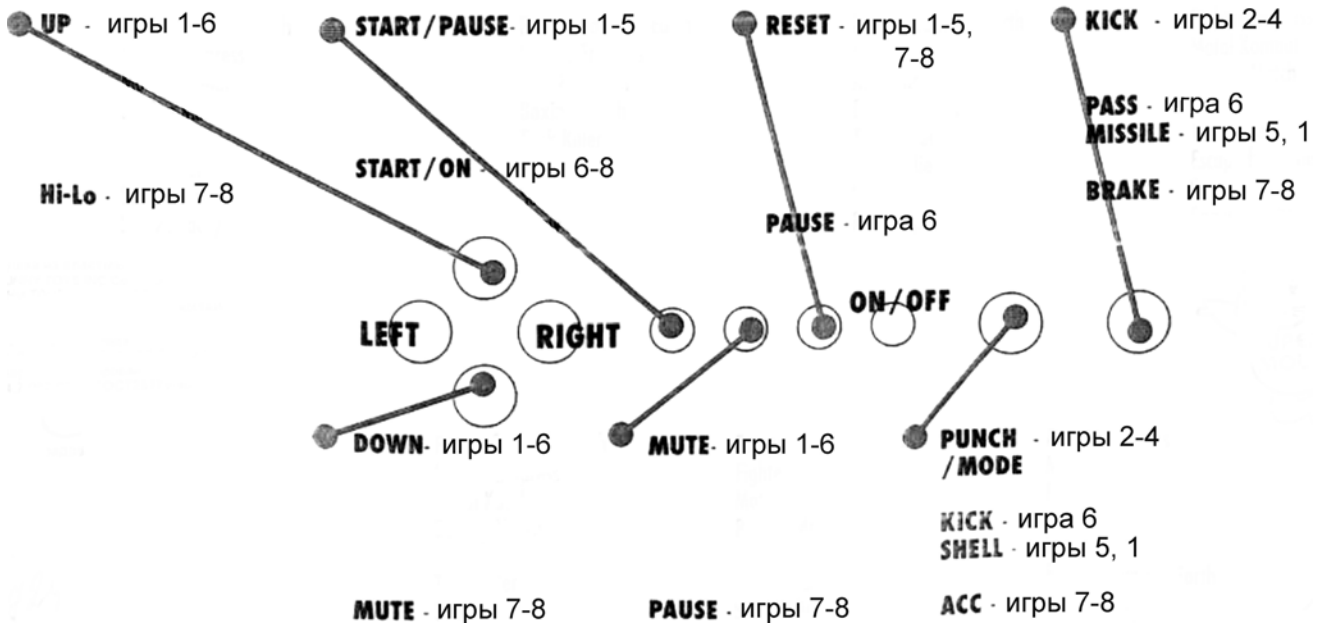 UP - игры 1-6
START/PAUSE- игры 1-5
RESET - игры 1-5,
7-8
KICK - игры 2-4
PASS - игра 6
MISSILE - игры 5, 1
START/ON - игры 6-8
Hi-Lo - игры 7-8
BRAKE - игры 7-8
PAUSE - игра 6
ON/OFF
LEFT
RIGHT
DOWN- игры 1-6
MUTE- игры 1-6
PUNCH - игры 2-4
/MODE
KICK - игра 6
SHELL - игры 5, 1
MUTE - игры 7-8
PAUSE - игры 7-8
ACC - игры 7-8